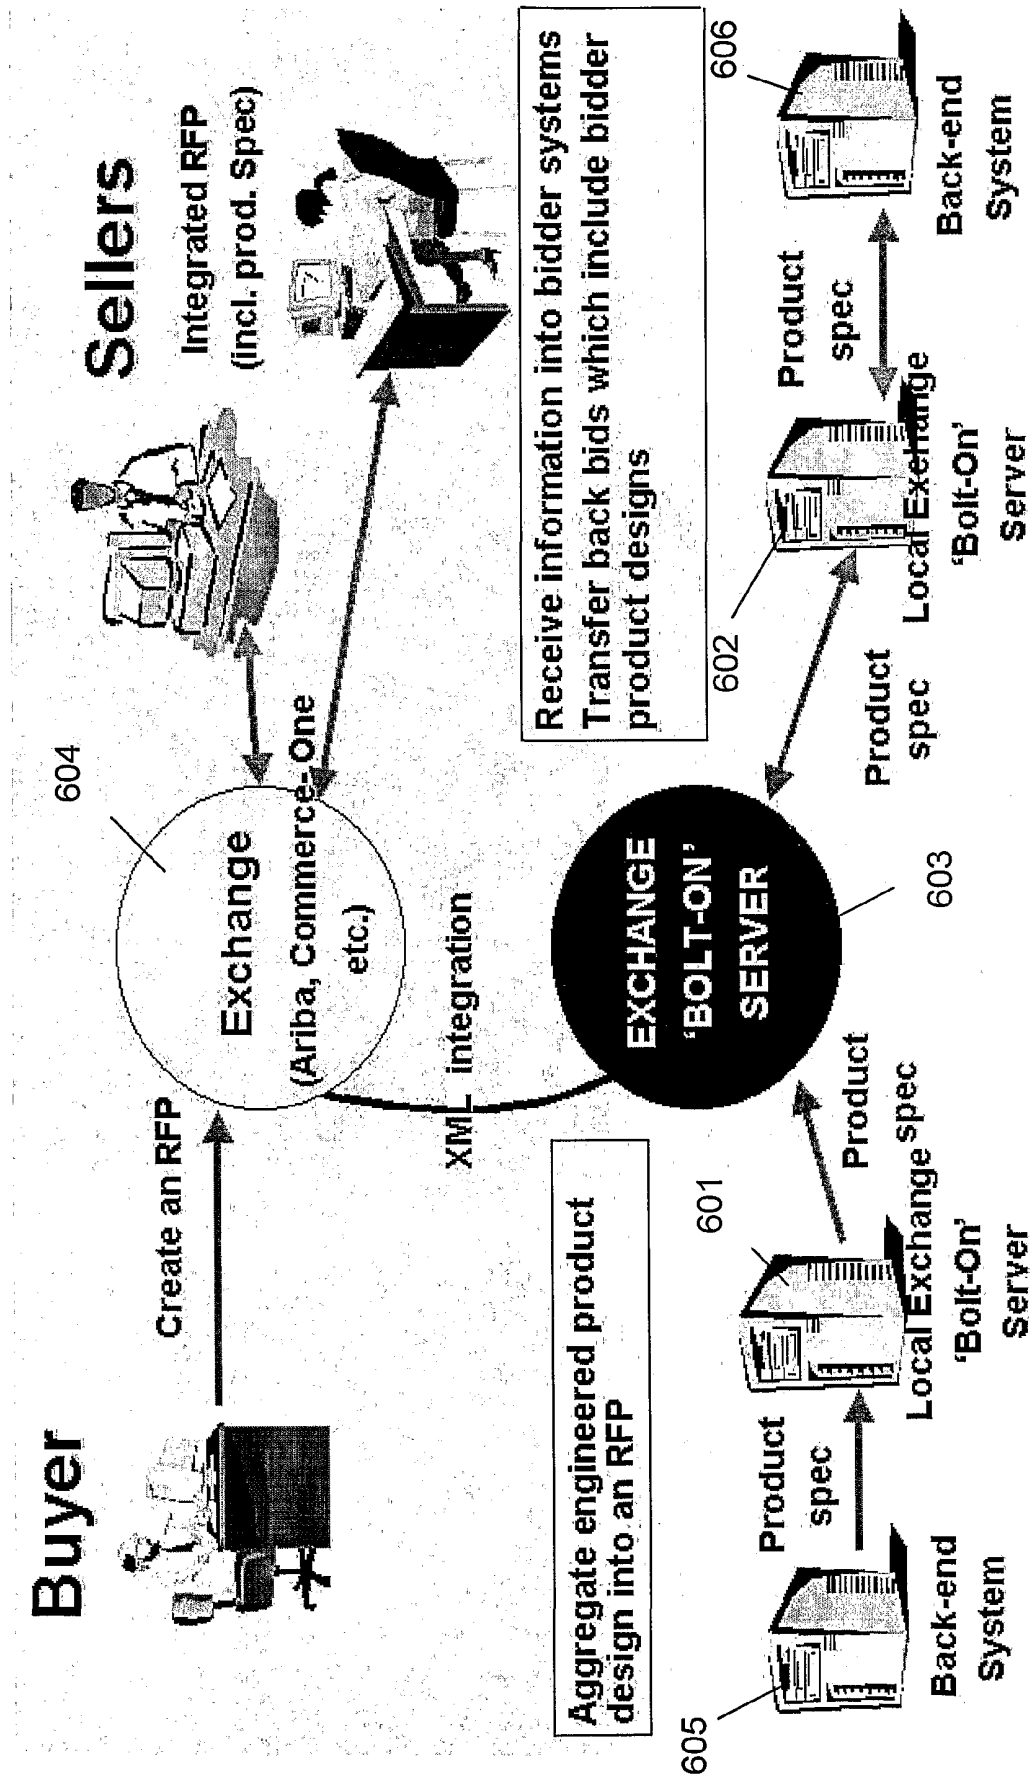 Buyer
Sellers
604
Create an RFP
Exchange
(Ariba, Commerce-One
etc.)
Integrated RFP
(incl. prod. Spec)
XML integration
Aggregate engineered product
design into an RFP
Receive information into bidder systems
Transfer back bids which include bidder
product designs
EXCHANGE
'BOLT-ON'
SERVER
603
605
Back-end
System
Product
spec
601
Local Exchange
'Bolt-On'
Server
Product
spec
Product
spec
602
Local Exchange
'Bolt-On'
Server
Product
spec
606
Back-end
System